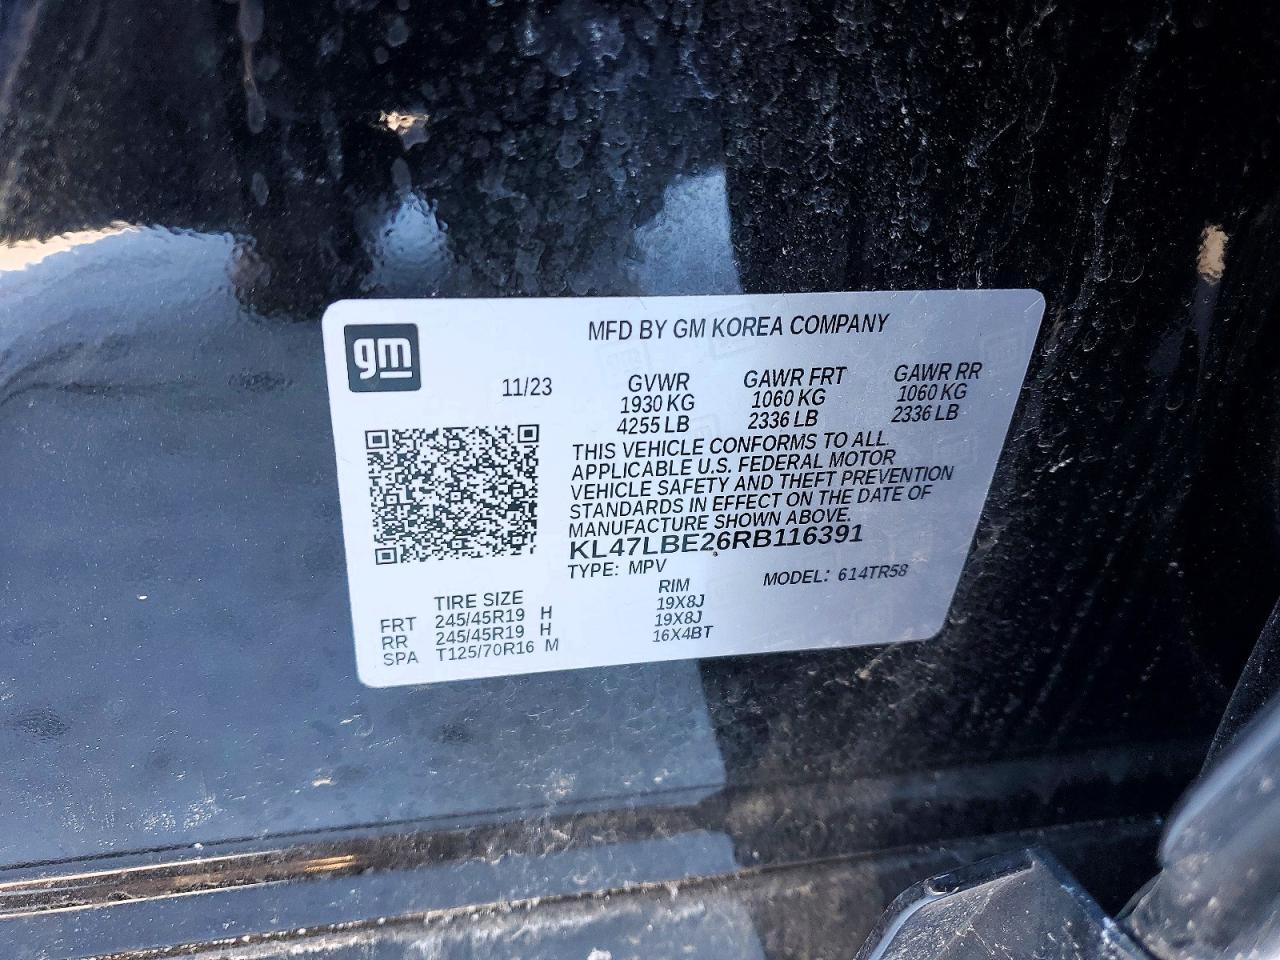 gm
MFD BY GM KOREA COMPANY
11/23
GVWR GAWR FRT GAWR RR
1930 KG 1060 KG 1060 KG
4255 LB 2336 LB 2336 LB
THIS VEHICLE CONFORMS TO ALL
APPLICABLE U.S. FEDERAL MOTOR
VEHICLE SAFETY AND THEFT PREVENTION
STANDARDS IN EFFECT ON THE DATE OF
MANUFACTURE SHOWN ABOVE.
KL47LBE26RB116391
TYPE: MPV MODEL: 614TR58
TIRE SIZE RIM
FRT 245/45R19 H 19X8J
RR 245/45R19 H 19X8J
SPA T125/70R16 M 16X4BT